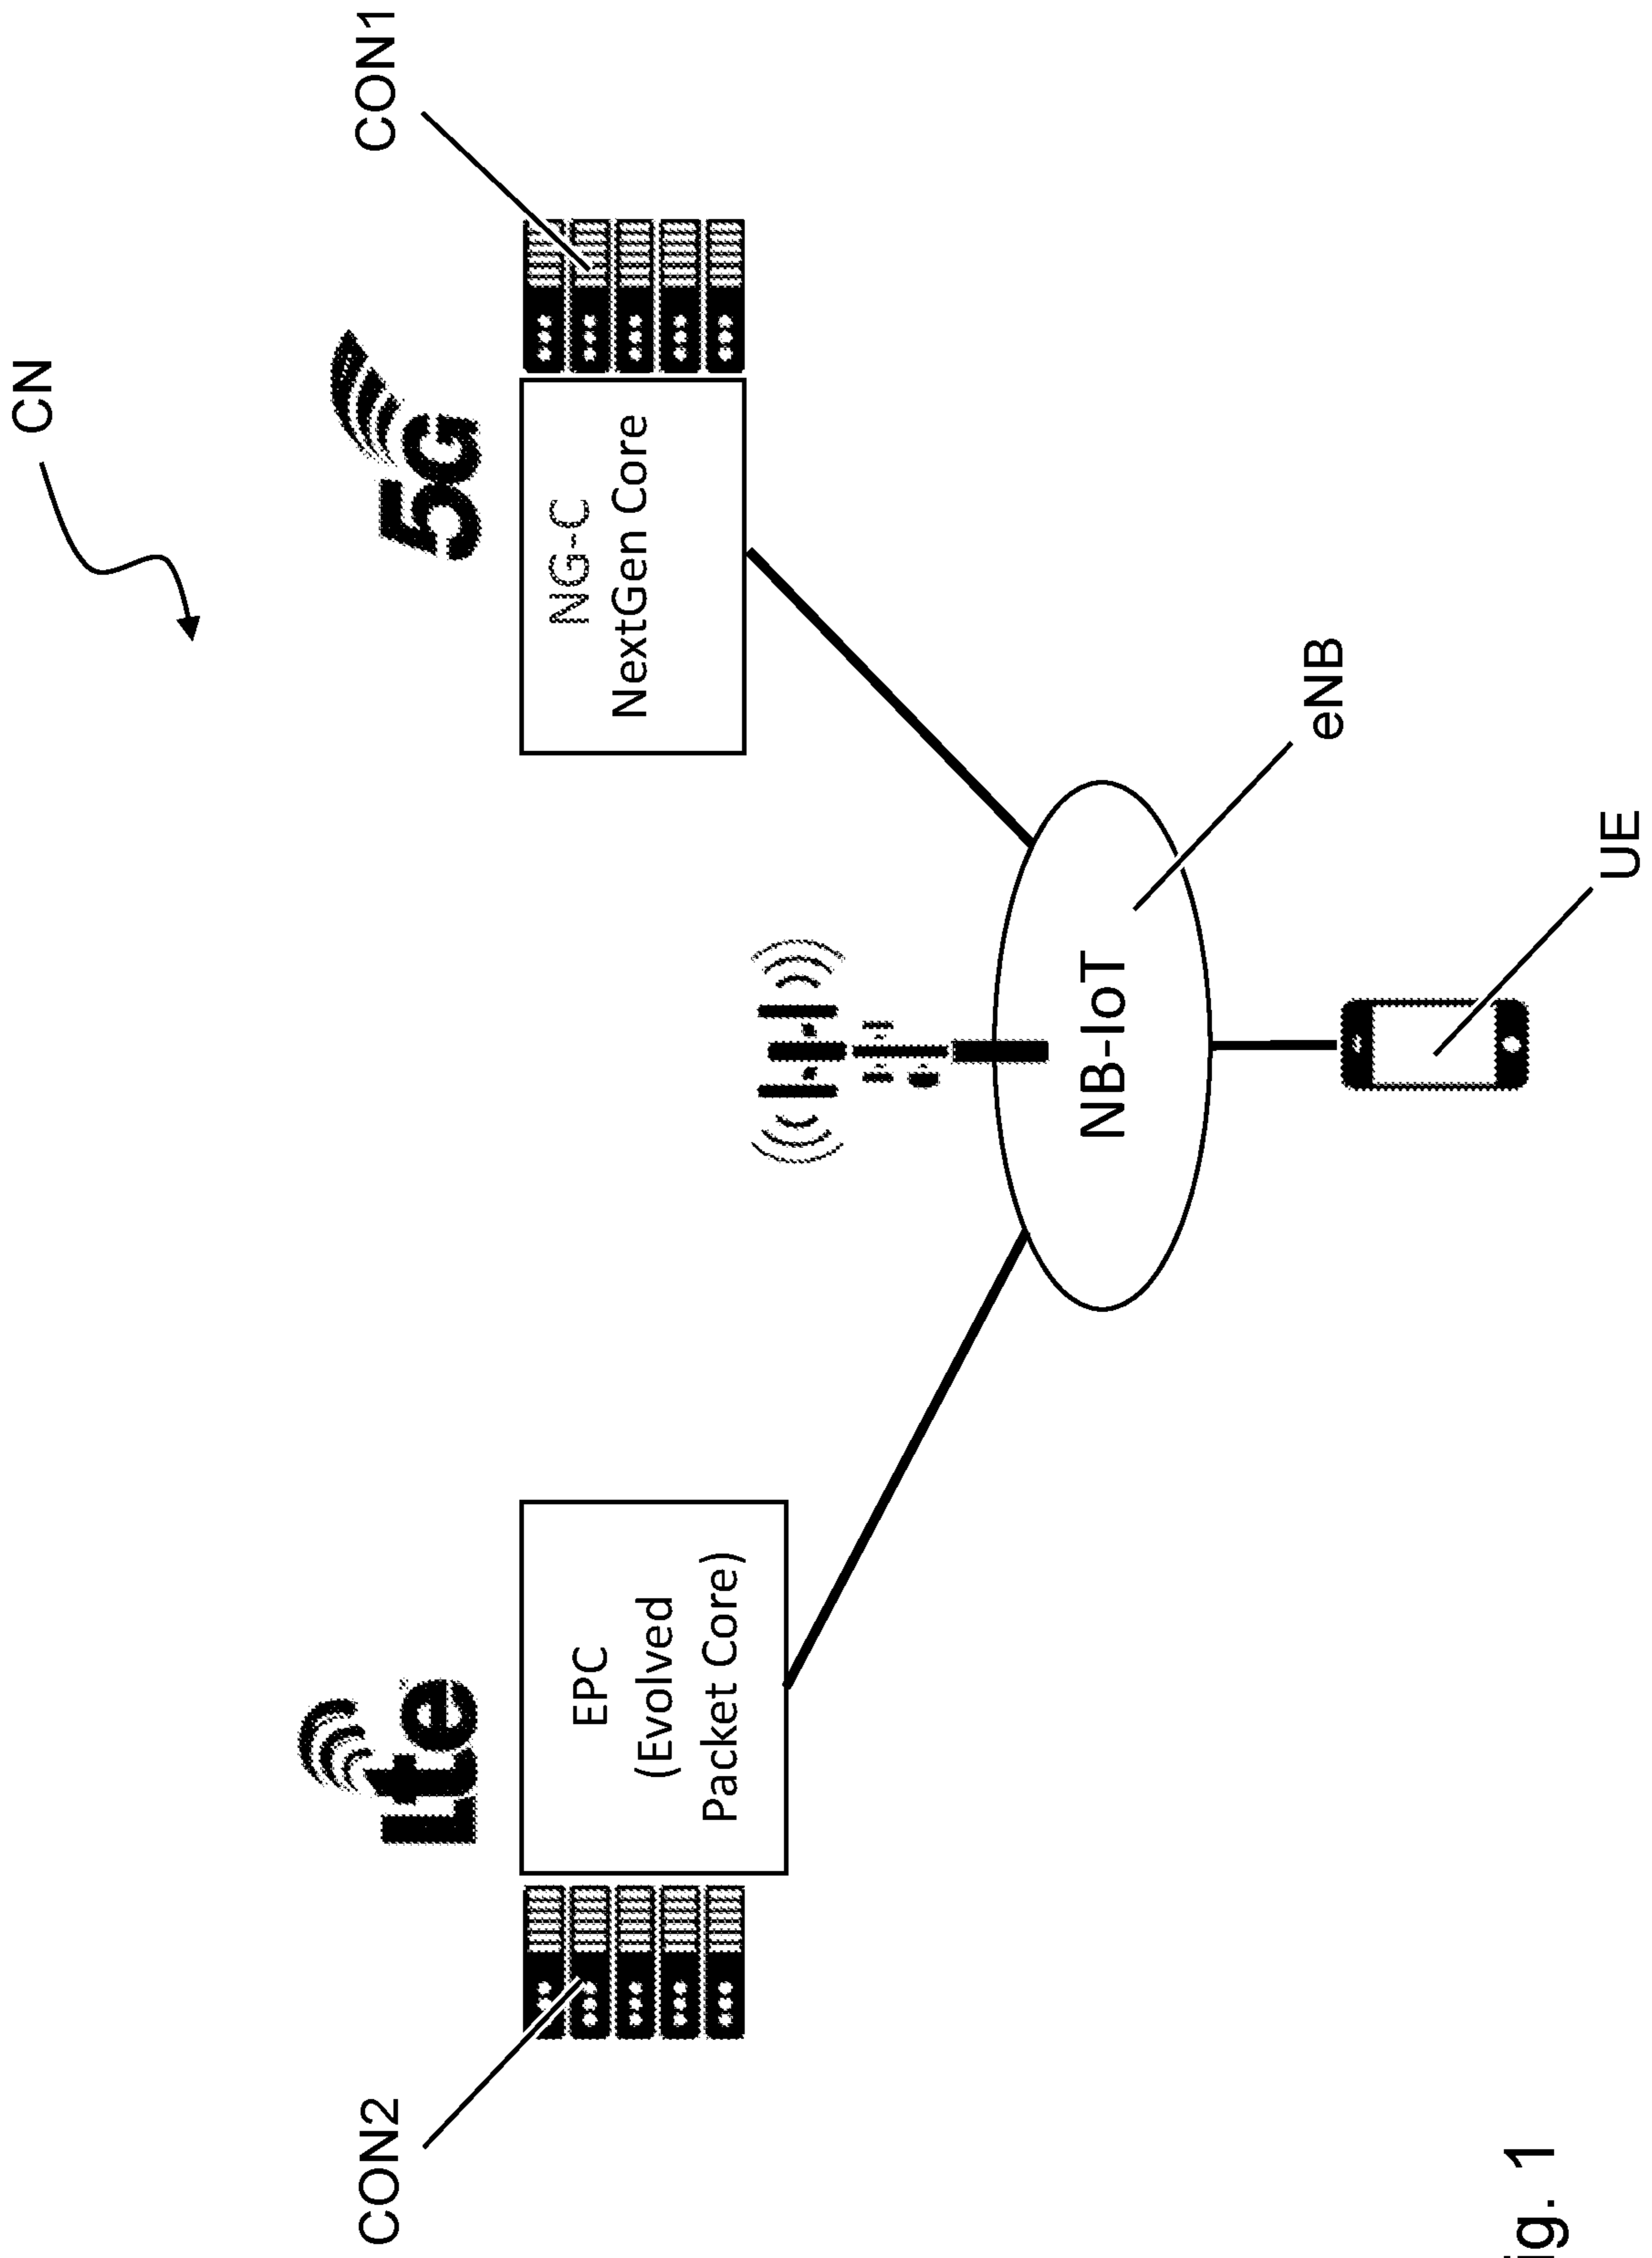 CN
CON2
CON1
lte
5G
EPC
(Evolved
Packet Core)
NG-C
NextGen Core
NB-IoT
eNB
UE
ig. 1